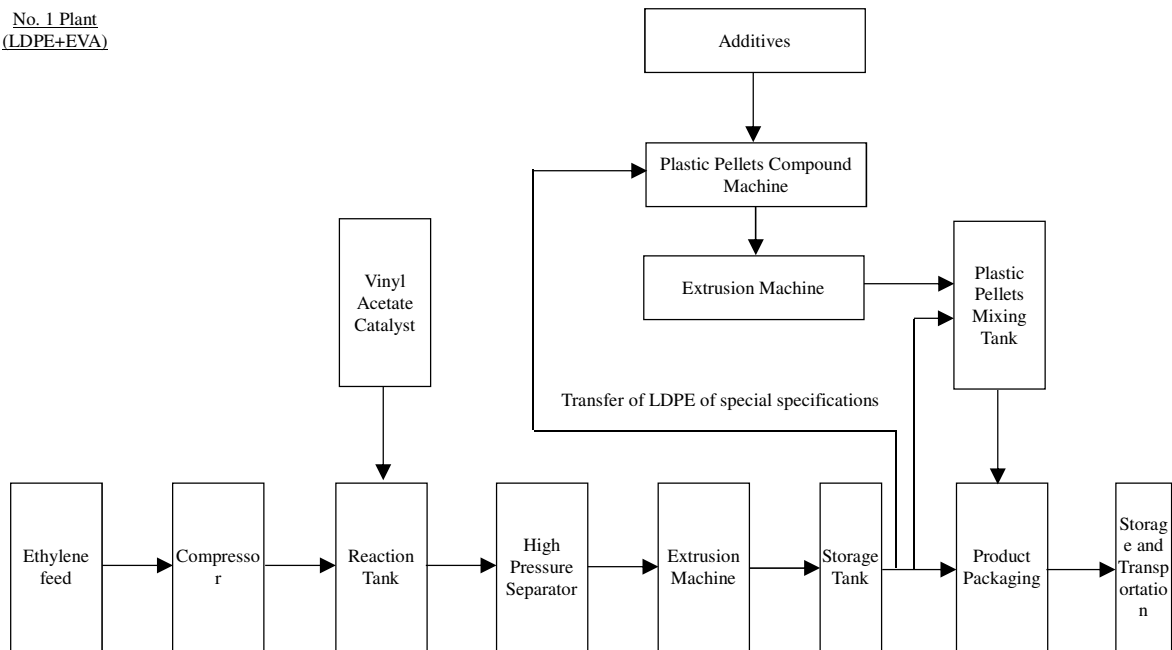 No. 1 Plant
(LDPE+EVA)
Additives
Plastic Pellets Compound
Machine
Extrusion Machine
Plastic
Pellets
Mixing
Tank
Vinyl
Acetate
Catalyst
Transfer of LDPE of special specifications
Ethylene
feed
Compresso
r
Reaction
Tank
High
Pressure
Separator
Extrusion
Machine
Storage
Tank
Product
Packaging
Storag
e and
Transp
ortatio
n